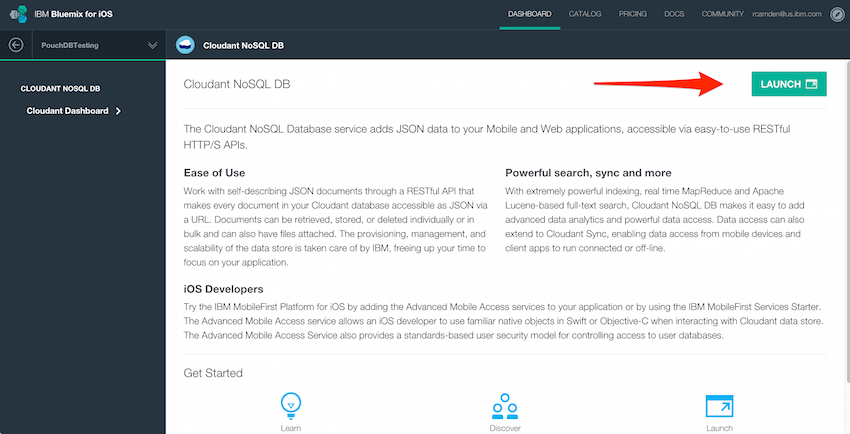 IBM Bluemix for iOS
DASHBOARD CATALOG PRICING DOCS COMMUNITY rcamden@us.ibm.com
PouchDBTesting
Cloudant NoSQL DB
CLOUDANT NOSQL DB
Cloudant Dashboard
Cloudant NoSQL DB
LAUNCH
The Cloudant NoSQL Database service adds JSON data to your Mobile and Web applications, accessible via easy-to-use RESTful
HTTP/S APIs.
Ease of Use
Work with self-describing JSON documents through a RESTful API that
makes every document in your Cloudant database accessible as JSON via
a URL. Documents can be retrieved, stored, or deleted individually or in
bulk and can also have files attached. The provisioning, management, and
scalability of the data store is taken care of by IBM, freeing up your time to
focus on your application.
Powerful search, sync and more
With extremely powerful indexing, real time MapReduce and Apache
Lucene-based full-text search, Cloudant NoSQL DB makes it easy to add
advanced data analytics and powerful data access. Data access can also
extend to Cloudant Sync, enabling data access from mobile devices and
client apps to run connected or off-line.
iOS Developers
Try the IBM MobileFirst Platform for iOS by adding the Advanced Mobile Access services to your application or by using the IBM MobileFirst Services Starter.
The Advanced Mobile Access service allows an iOS developer to use familiar native objects in Swift or Objective-C when interacting with Cloudant data store.
The Advanced Mobile Access Service also provides a standards-based user security model for controlling access to user databases.
Get Started
Learn
Discover
Launch